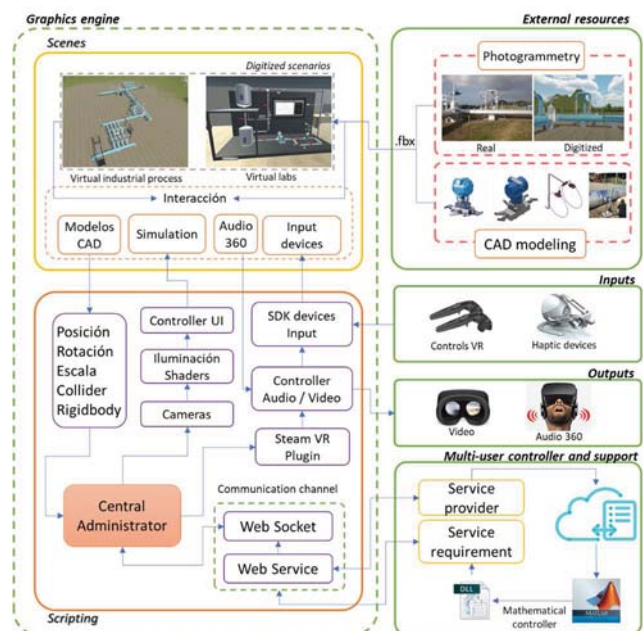 Graphics engine
Scenes
Digitized scenarios
Virtual industrial process
Virtual labs
Interacción
Modelos
CAD
Simulation
Audio
360
Input
devices
Posición
Rotación
Escala
Collider
Rigidbody
Controller UI
Iluminación
Shaders
Cameras
SDK devices
Input
Controller
Audio / Video
Steam VR
Plugin
Central
Administrator
Communication channel
Web Socket
Web Service
Scripting
External resources
Photogrammetry
Real
Digitized
.fbx
CAD modeling
Inputs
Controls VR
Haptic devices
Outputs
Video
Audio 360
Multi-user controller and support
Service
provider
Service
requirement
DLL
Mathematical
controller